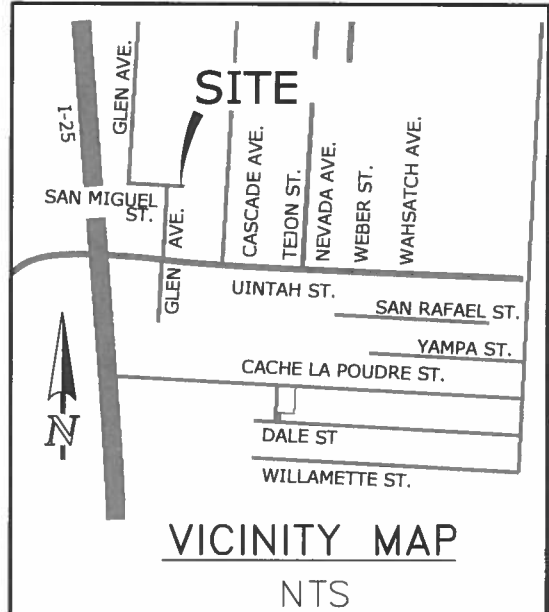 GLEN AVE.
I-25
SITE
SAN MIGUEL
ST.
GLEN AVE.
CASCADE AVE.
TEJON ST.
NEVADA AVE.
WEBER ST.
WAHSATCH AVE.
UINTAH ST.
SAN RAFAEL ST.
YAMPA ST.
CACHE LA POUDRE ST.
N
DALE ST
WILLAMETTE ST.
VICINITY MAP
NTS